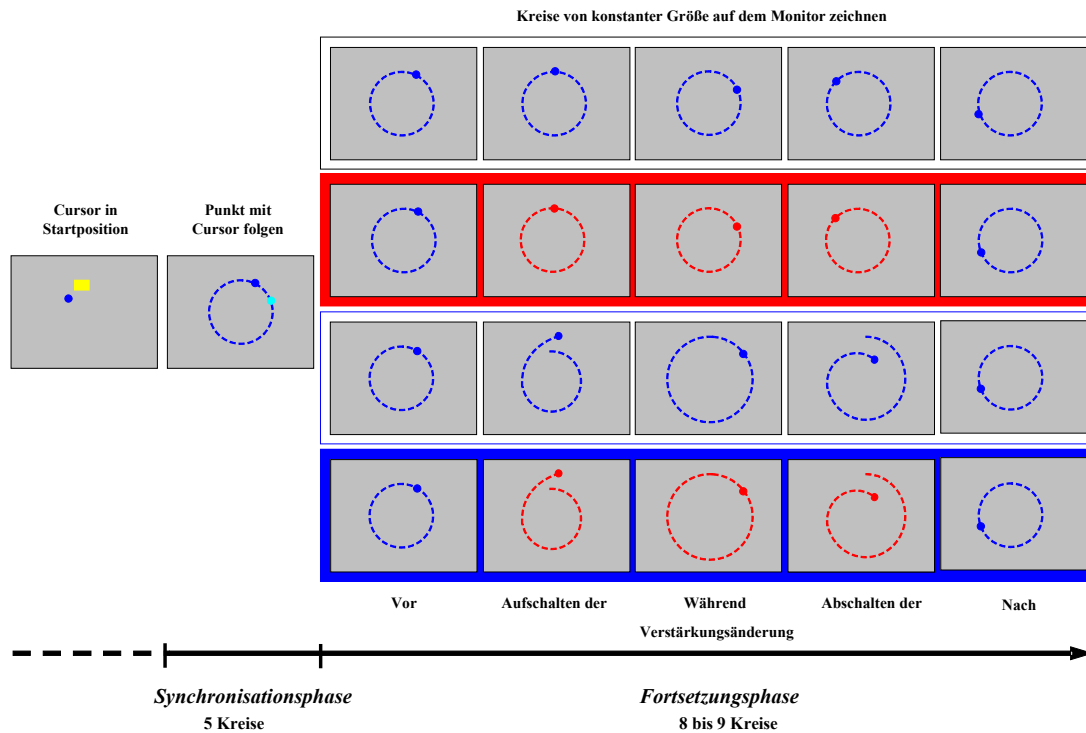 Kreise von konstanter Größe auf dem Monitor zeichnen
Cursor in
Startposition
Punkt mit
Cursor folgen
Vor
Aufschalten der
Während
Abschalten der
Nach
Verstärkungsänderung
Synchronisationsphase
Fortsetzungsphase
5 Kreise
8 bis 9 Kreise